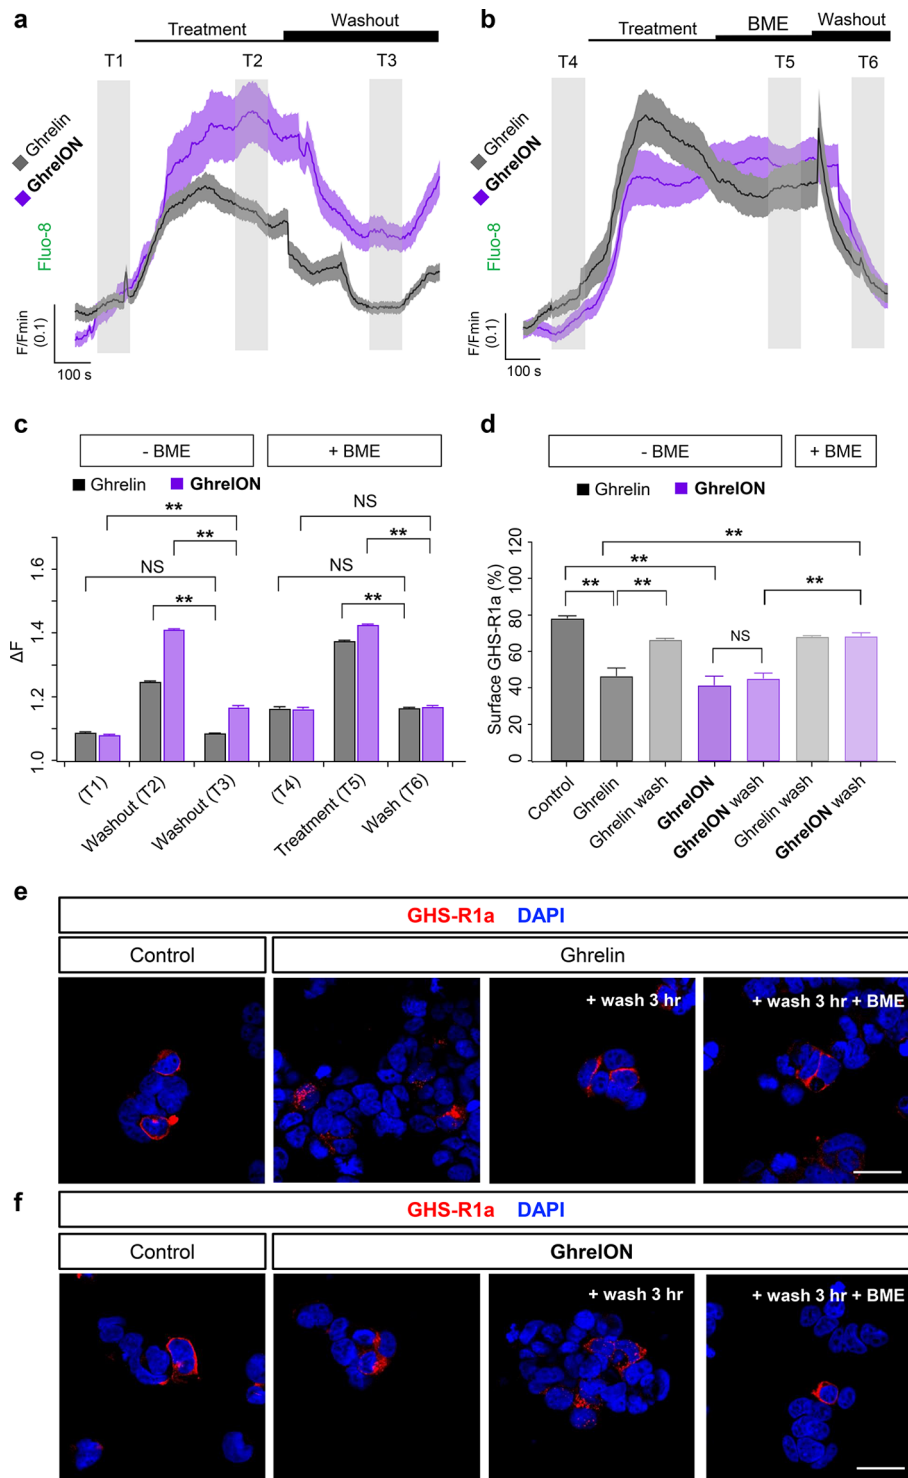 a
Treatment
Washout
T1
T2
T3
Ghrelin
GhrelON
Fluo-8
F/Fmin
(0.1)
100 s
b
Treatment
BME
Washout
T4
T5
T6
Ghrelin
GhrelON
Fluo-8
F/Fmin
(0.1)
100 s
c
- BME
+ BME
Ghrelin
GhrelON
**
NS
**
**
NS
**
NS
**
**
ΔF
1.6
1.4
1.2
1.0
(T1)
Washout (T2)
Washout (T3)
(T4)
Treatment (T5)
Wash (T6)
d
- BME
+ BME
Ghrelin
GhrelON
**
**
**
**
**
NS
Surface GHS-R1a (%)
120
100
80
60
40
20
0
Control
Ghrelin
Ghrelin wash
GhrelON
GhrelON wash
Ghrelin wash
GhrelON wash
e
GHS-R1a DAPI
Control
Ghrelin
+ wash 3 hr
+ wash 3 hr + BME
f
GHS-R1a DAPI
Control
GhrelON
+ wash 3 hr
+ wash 3 hr + BME